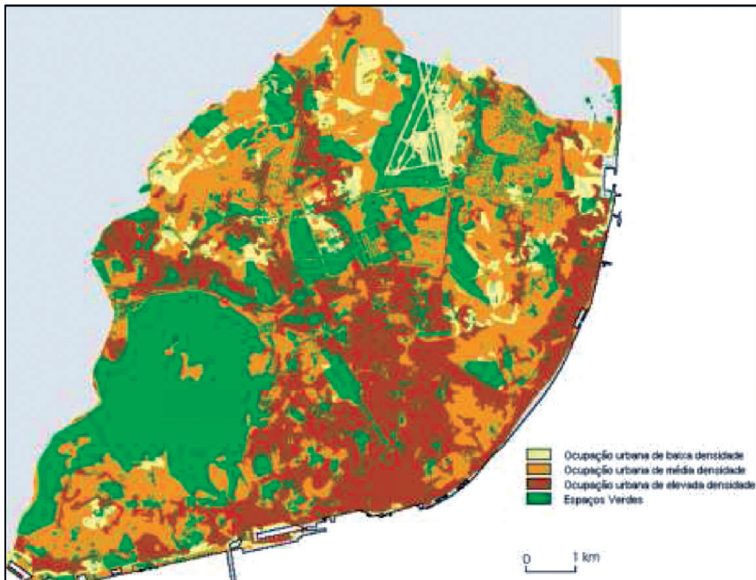 Ocupação urbana de baixa densidade
Ocupação urbana de média densidade
Ocupação urbana de elevada densidade
Espaços Verdes
0 1 km